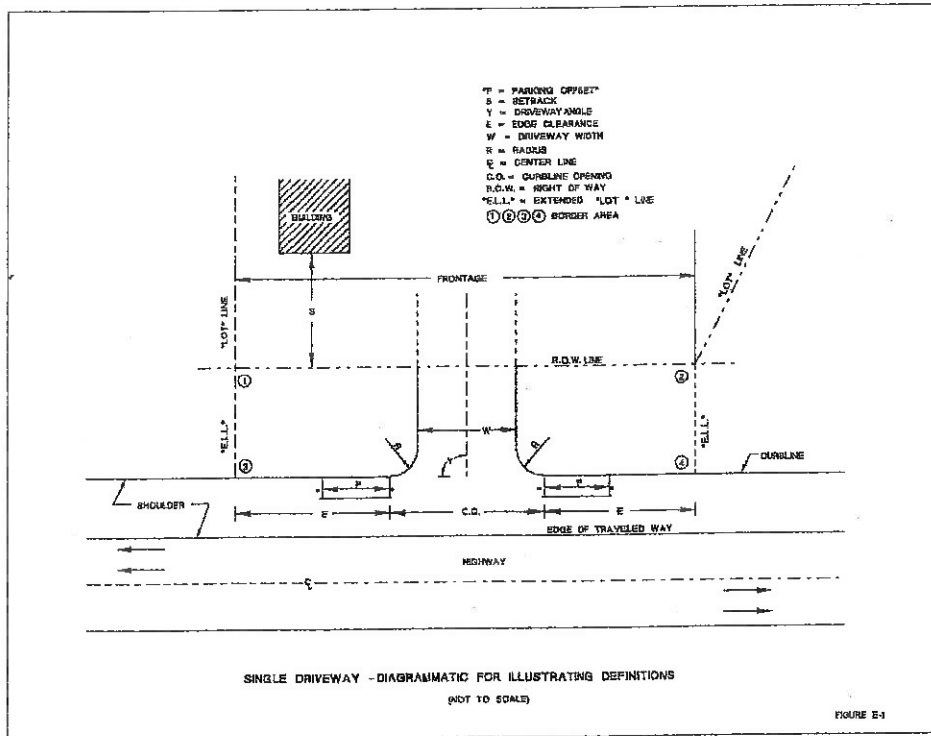 "P = PARKING OFFSET"
S = SETBACK
Y = DRIVEWAY ANGLE
E = EDGE CLEARANCE
W = DRIVEWAY WIDTH
R = RADIUS
℄ = CENTER LINE
C.O. = CURBLINE OPENING
R.O.W. = RIGHT OF WAY
"E.L.L." = EXTENDED "LOT " LINE
①②③④ BORDER AREA
BUILDING
FRONTAGE
"LOT" LINE
"LOT" LINE
S
R.O.W. LINE
① ②
"E.L.L." W "E.L.L."
R R
Y
③ ④
CURBLINE
P P
SHOULDER
E C.O. E
EDGE OF TRAVELED WAY
HIGHWAY
℄
SINGLE DRIVEWAY - DIAGRAMMATIC FOR ILLUSTRATING DEFINITIONS
(NOT TO SCALE)
FIGURE E-1